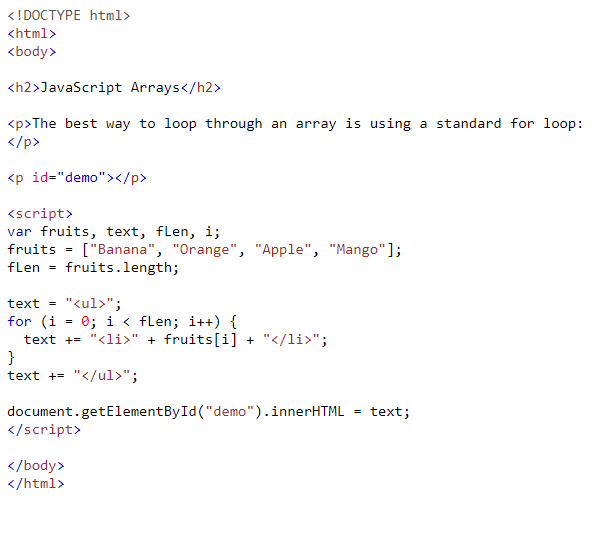 <!DOCTYPE html>
<html>
<body>

<h2>JavaScript Arrays</h2>

<p>The best way to loop through an array is using a standard for loop:
</p>

<p id="demo"></p>

<script>
var fruits, text, fLen, i;
fruits = ["Banana", "Orange", "Apple", "Mango"];
fLen = fruits.length;

text = "<ul>";
for (i = 0; i < fLen; i++) {
  text += "<li>" + fruits[i] + "</li>";
}
text += "</ul>";

document.getElementById("demo").innerHTML = text;
</script>

</body>
</html>